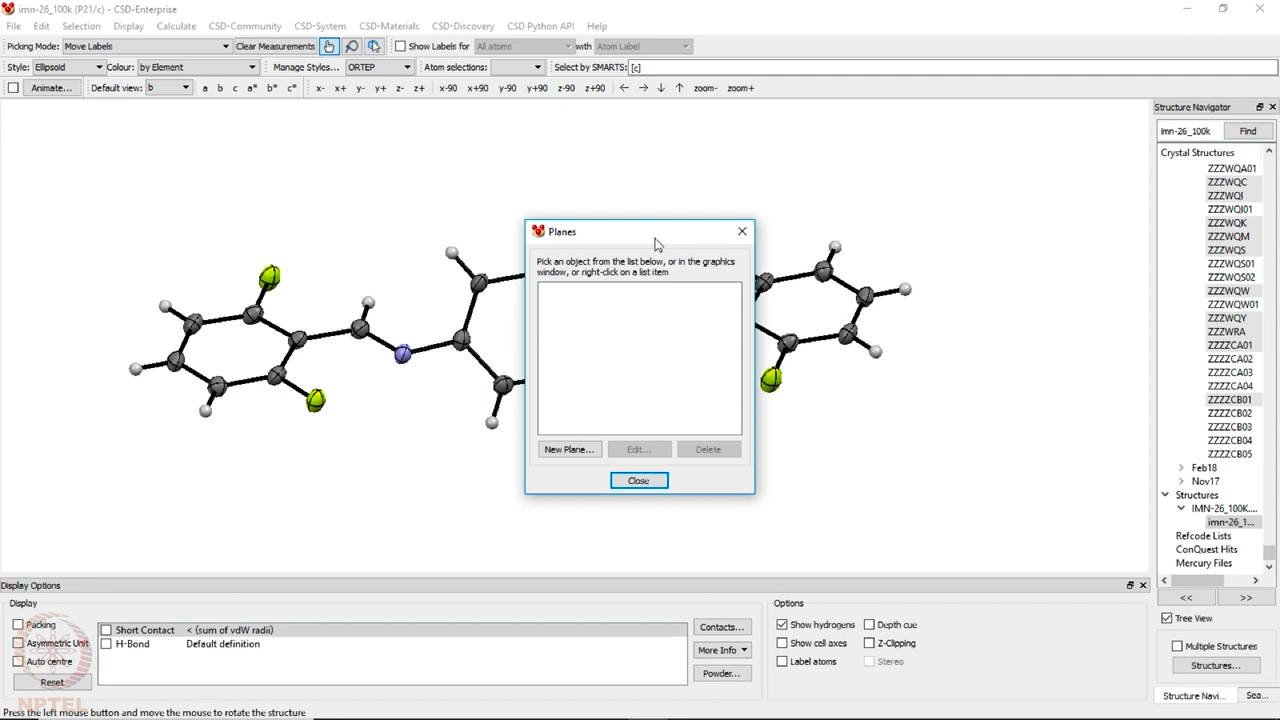 imn-26_100k (P21/c) - CSD-Enterprise
File Edit Selection Display Calculate CSD-Community CSD-System CSD-Materials CSD-Discovery CSD Python API Help
Picking Mode: Move Labels Clear Measurements Show Labels for All atoms with Atom Label
Style: Ellipsoid Colour: by Element Manage Styles... ORTEP Atom selections: Select by SMARTS: [c]
Animate... Default view: b a b c a* b* c* x- x+ y- y+ z- z+ x-90 x+90 y-90 y+90 z-90 z+90 ← → ↓ ↑ zoom- zoom+
Structure Navigator
imn-26_100k Find
Crystal Structures
ZZZWQA01
ZZZWQC
ZZZWQI
ZZZWQI01
ZZZWQK
ZZZWQM
ZZZWQS
ZZZWQS01
ZZZWQS02
ZZZWQW
ZZZWQW01
ZZZWQY
ZZZWRA
ZZZZCA01
ZZZZCA02
ZZZZCA03
ZZZZCA04
ZZZZCB01
ZZZZCB02
ZZZZCB03
ZZZZCB04
ZZZZCB05
Feb18
Nov17
Structures
IMN-26_100K....
imn-26_1...
Refcode Lists
ConQuest Hits
Mercury Files
<< >>
Tree View
Multiple Structures
Structures...
Structure Navi... Sea...
Planes
Pick an object from the list below, or in the graphics
window, or right-click on a list item
New Plane... Edit... Delete
Close
Display Options
Display
Packing
Asymmetric Unit
Auto centre
Reset
Short Contact < (sum of vdW radii)
H-Bond Default definition
Contacts...
More Info
Powder...
Options
Show hydrogens Depth cue
Show cell axes Z-Clipping
Label atoms Stereo
NPTEL
Press the left mouse button and move the mouse to rotate the structure